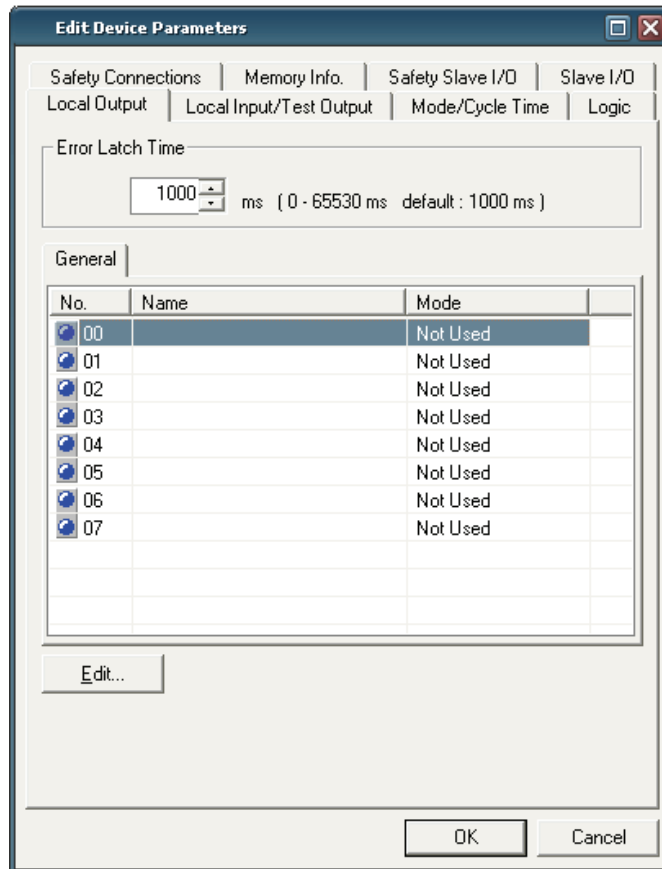 Edit Device Parameters
Safety Connections Memory Info. Safety Slave I/O Slave I/O
Local Output Local Input/Test Output Mode/Cycle Time Logic
Error Latch Time
1000 ms ( 0 - 65530 ms default : 1000 ms )
General
No. Name Mode
00 Not Used
01 Not Used
02 Not Used
03 Not Used
04 Not Used
05 Not Used
06 Not Used
07 Not Used
Edit...
OK Cancel